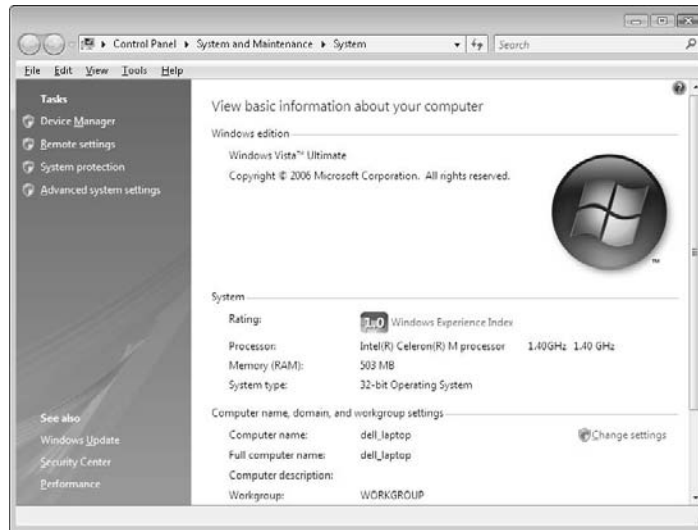 Control Panel ▸ System and Maintenance ▸ System
Search
File Edit View Tools Help
Tasks
Device Manager
Remote settings
System protection
Advanced system settings
See also
Windows Update
Security Center
Performance
View basic information about your computer
Windows edition
Windows Vista™ Ultimate
Copyright © 2006 Microsoft Corporation. All rights reserved.
TM
System
Rating: 1.0 Windows Experience Index
Processor: Intel(R) Celeron(R) M processor 1.40GHz 1.40 GHz
Memory (RAM): 503 MB
System type: 32-bit Operating System
Computer name, domain, and workgroup settings
Computer name: dell_laptop Change settings
Full computer name: dell_laptop
Computer description:
Workgroup: WORKGROUP